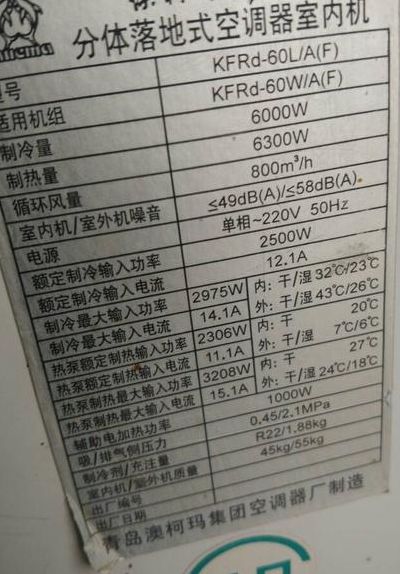 分体落地式空调器室内机
号 KFRd-60L/A(F)
适用机组 KFRd-60W/A(F)
制冷量 6000W
制热量 6300W
循环风量 800m³/h
室内机/室外机噪音 ≤49dB(A)/≤58dB(A)
电源 单相~220V 50Hz
额定制冷输入功率 2500W
额定制冷输入电流 12.1A
制冷最大输入功率 2975W 内：干/湿 32℃/23℃
制冷最大输入电流 14.1A 外：干/湿 43℃/26℃
热泵额定制热输入功率 2306W 内：干 20℃
热泵额定制热输入电流 11.1A 外：干/湿 7℃/6℃
热泵制热最大输入功率 3208W 内：干 27℃
热泵制热最大输入电流 15.1A 外：干/湿 24℃/18℃
辅助电加热功率 1000W
吸/排气侧压力 0.45/2.1MPa
制冷剂/充注量 R22/1.88kg
室内机/室外机质量 45kg/55kg
出厂编号
出厂日期
青岛澳柯玛集团空调器厂制造